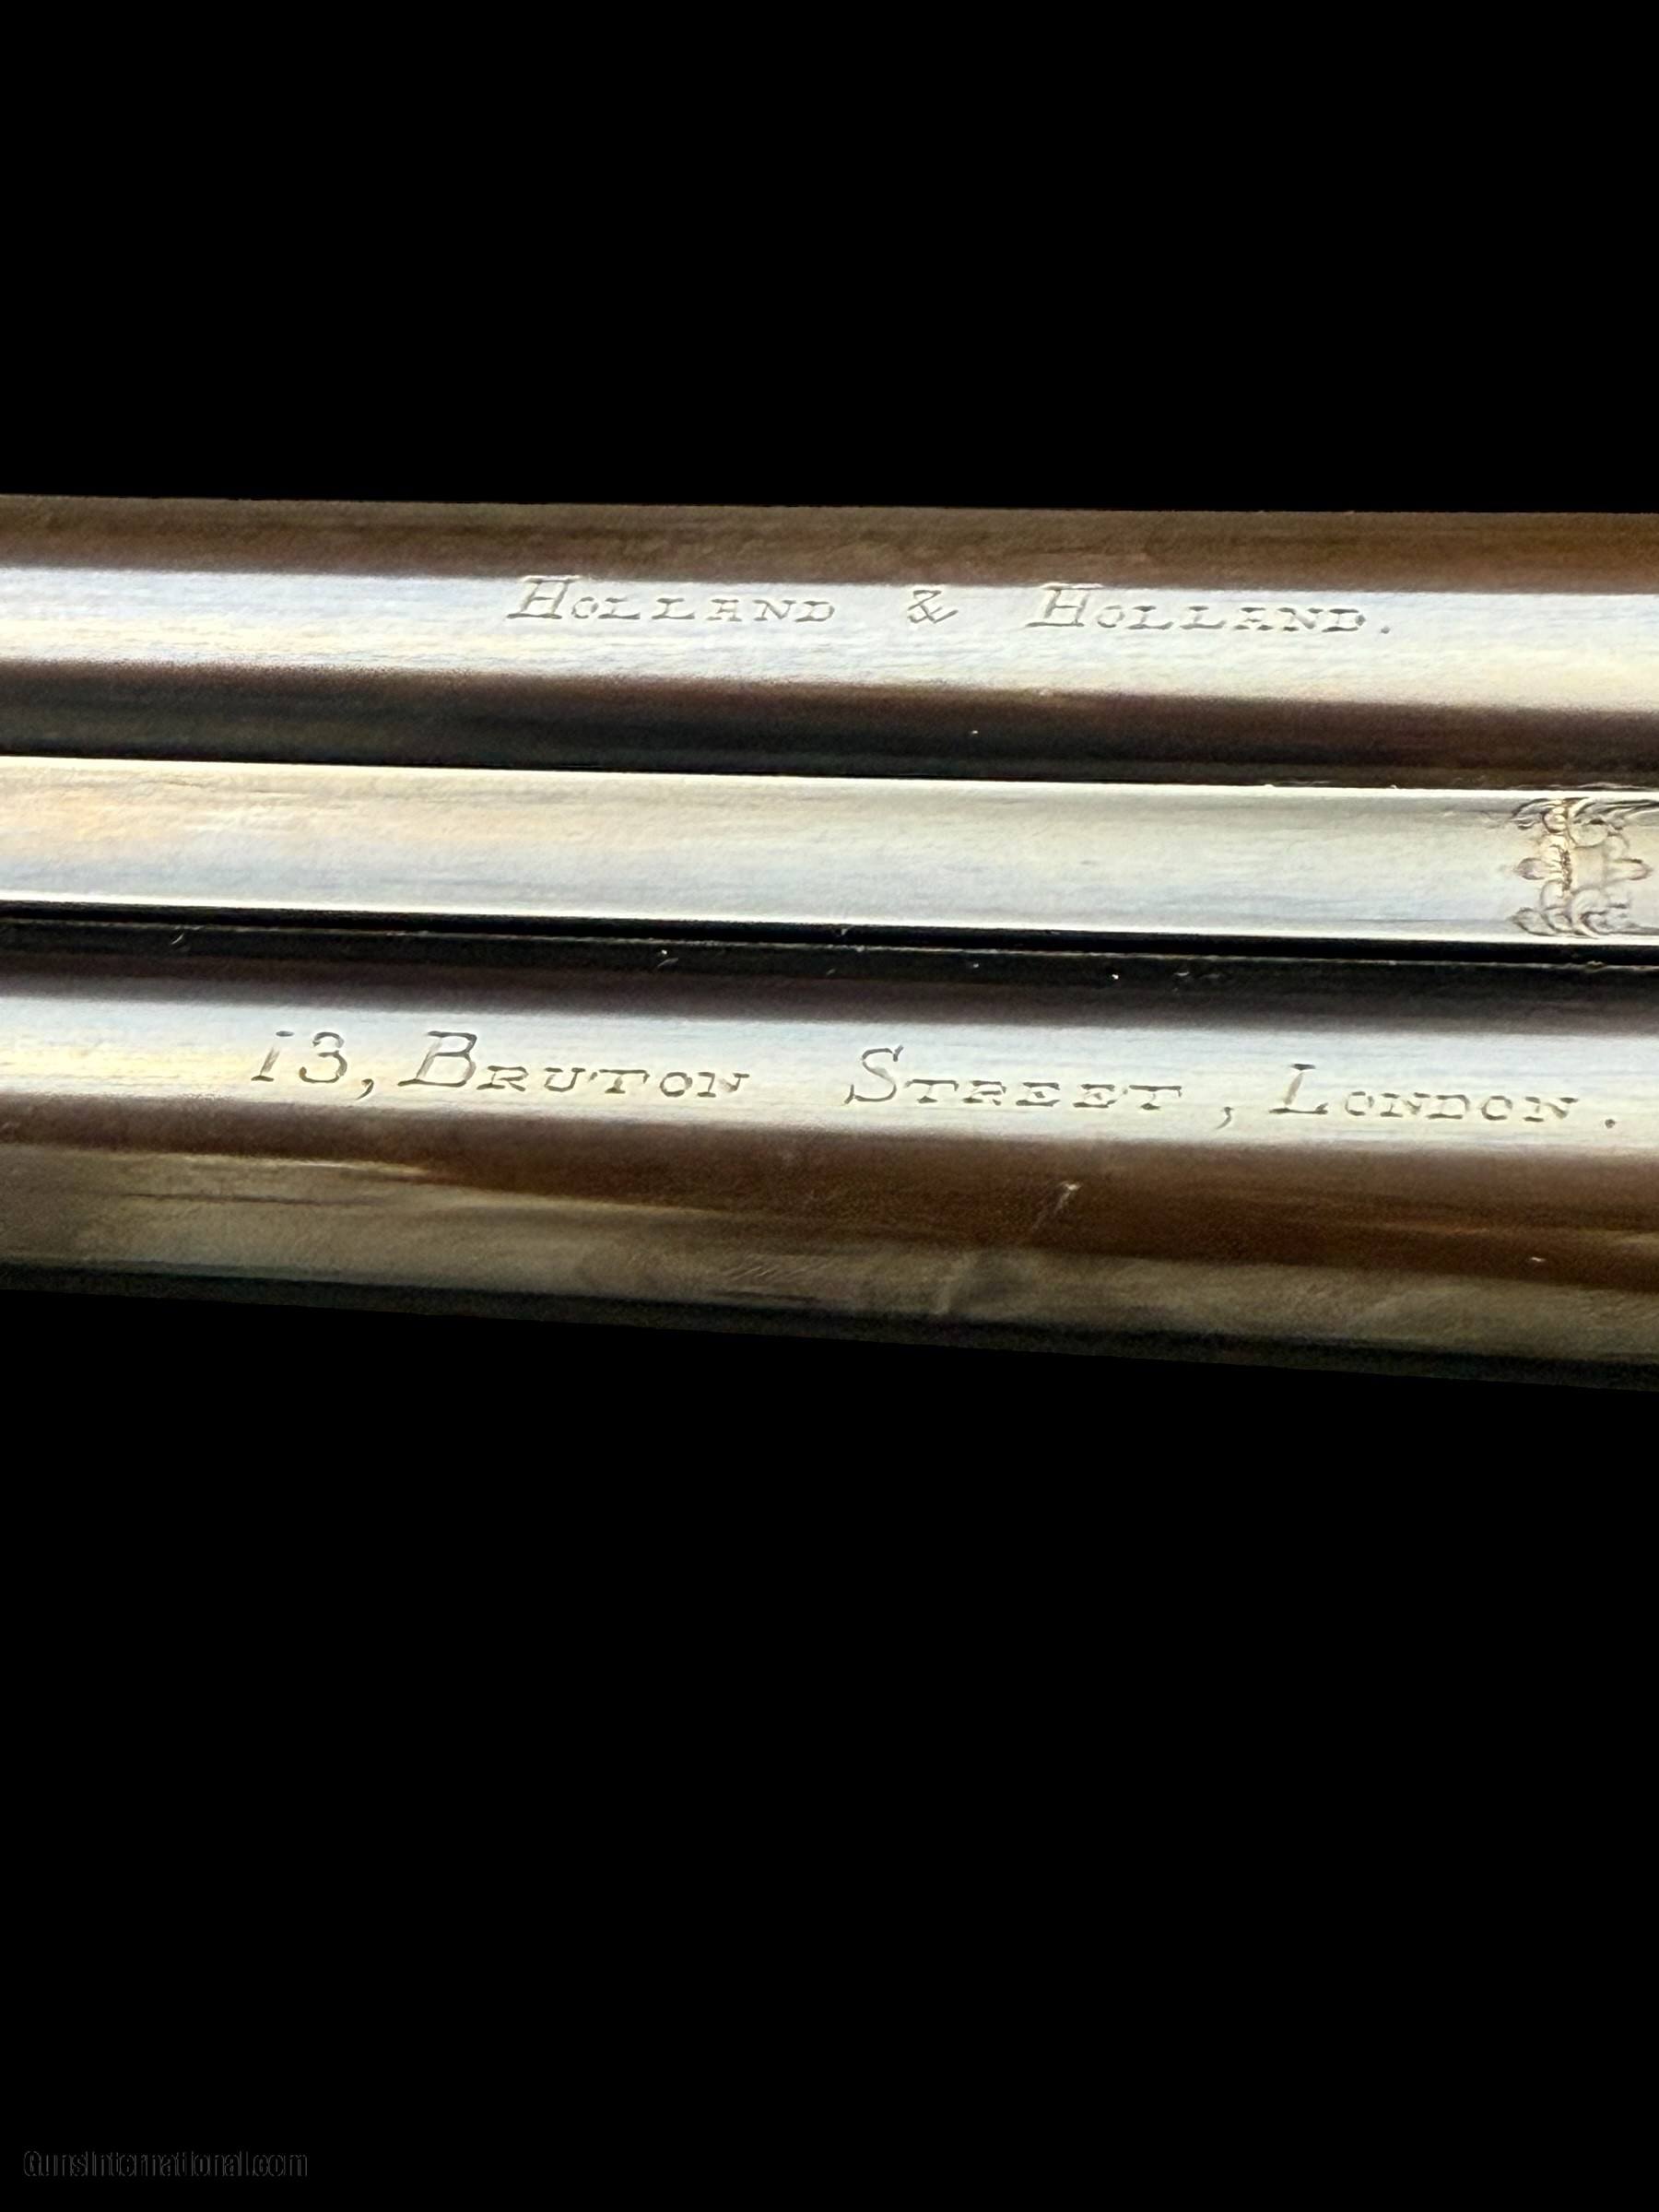 Holland & Holland.
13, Bruton Street, London.
GunsInternational.com